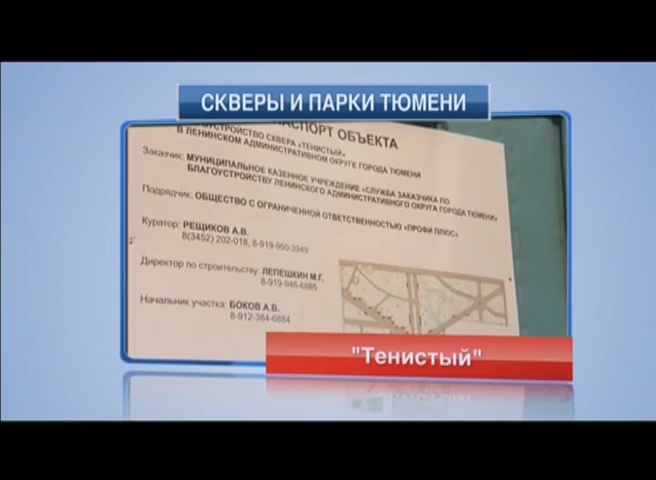 СКВЕРЫ И ПАРКИ ТЮМЕНИ
ОБЪЕКТА
СКВЕРА «ТЕНИСТЫЙ»
В ЛЕНИНСКОМ АДМИНИСТРАТИВНОМ ОКРУГЕ ГОРОДА ТЮМЕНИ
Заказчик: МУНИЦИПАЛЬНОЕ КАЗЕННОЕ УЧРЕЖДЕНИЕ «СЛУЖБА ЗАКАЗЧИКА ПО
БЛАГОУСТРОЙСТВУ ЛЕНИНСКОГО АДМИНИСТРАТИВНОГО ОКРУГА ГОРОДА ТЮМЕНИ»
Подрядчик: ОБЩЕСТВО С ОГРАНИЧЕННОЙ ОТВЕТСТВЕННОСТЬЮ «ПРОФИ ПЛЮС»
Куратор: РЕЩИКОВ А.В.
8(3452) 202-018, 8-919-950-3949
Директор по строительству: ЛЕПЕШКИН М.Г.
8-919-946-6885
Начальник участка: БОКОВ А.В.
8-912-384-6884
"Тенистый"